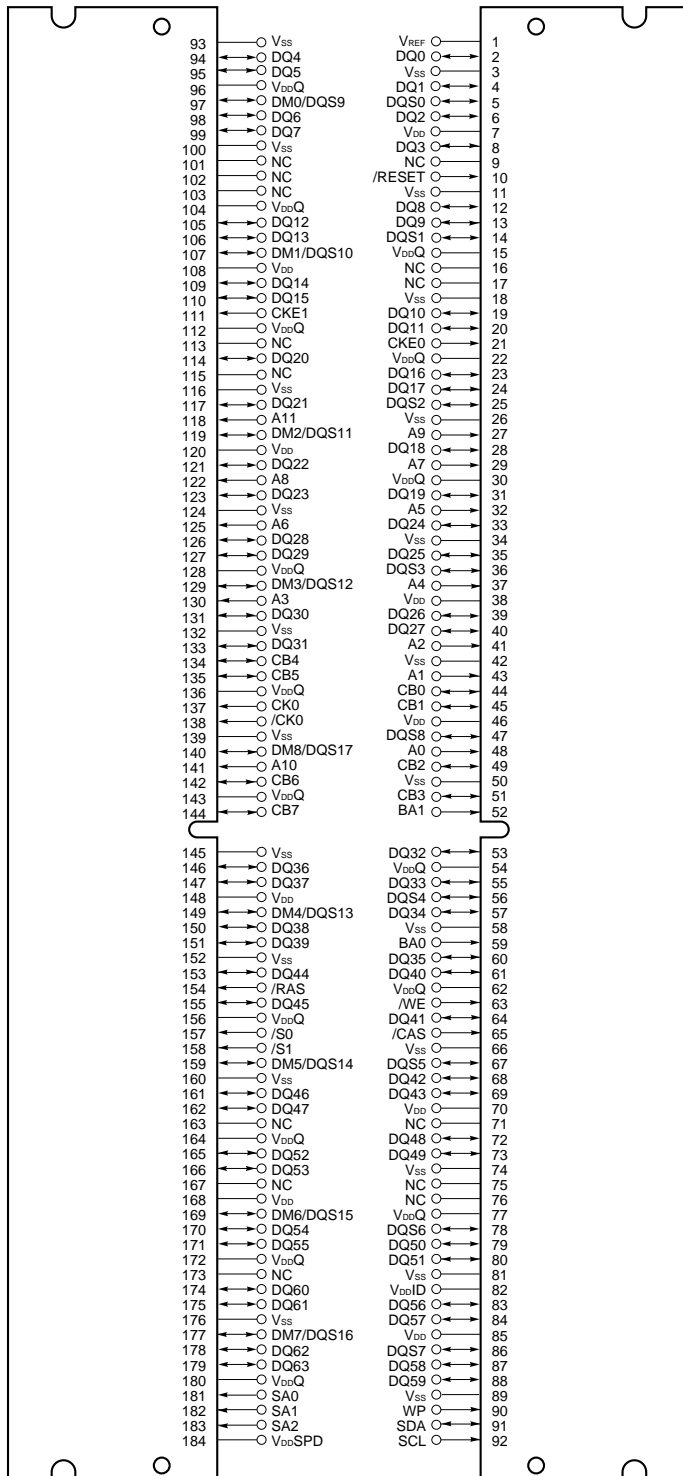 93 VSS VREF 1
94 DQ4 DQ0 2
95 DQ5 VSS 3
96 VDDQ DQ1 4
97 DM0/DQS9 DQS0 5
98 DQ6 DQ2 6
99 DQ7 VDD 7
100 VSS DQ3 8
101 NC NC 9
102 NC /RESET 10
103 NC VSS 11
104 VDDQ DQ8 12
105 DQ12 DQ9 13
106 DQ13 DQS1 14
107 DM1/DQS10 VDDQ 15
108 VDD NC 16
109 DQ14 NC 17
110 DQ15 VSS 18
111 CKE1 DQ10 19
112 VDDQ DQ11 20
113 NC CKE0 21
114 DQ20 VDDQ 22
115 NC DQ16 23
116 VSS DQ17 24
117 DQ21 DQS2 25
118 A11 VSS 26
119 DM2/DQS11 A9 27
120 VDD DQ18 28
121 DQ22 A7 29
122 A8 VDDQ 30
123 DQ23 DQ19 31
124 VSS A5 32
125 A6 DQ24 33
126 DQ28 VSS 34
127 DQ29 DQ25 35
128 VDDQ DQS3 36
129 DM3/DQS12 A4 37
130 A3 VDD 38
131 DQ30 DQ26 39
132 VSS DQ27 40
133 DQ31 A2 41
134 CB4 VSS 42
135 CB5 A1 43
136 VDDQ CB0 44
137 CK0 CB1 45
138 /CK0 VDD 46
139 VSS DQS8 47
140 DM8/DQS17 A0 48
141 A10 CB2 49
142 CB6 VSS 50
143 VDDQ CB3 51
144 CB7 BA1 52
145 VSS DQ32 53
146 DQ36 VDDQ 54
147 DQ37 DQ33 55
148 VDD DQS4 56
149 DM4/DQS13 DQ34 57
150 DQ38 VSS 58
151 DQ39 BA0 59
152 VSS DQ35 60
153 DQ44 DQ40 61
154 /RAS VDDQ 62
155 DQ45 /WE 63
156 VDDQ DQ41 64
157 /S0 /CAS 65
158 /S1 VSS 66
159 DM5/DQS14 DQS5 67
160 VSS DQ42 68
161 DQ46 DQ43 69
162 DQ47 VDD 70
163 NC NC 71
164 VDDQ DQ48 72
165 DQ52 DQ49 73
166 DQ53 VSS 74
167 NC NC 75
168 VDD NC 76
169 DM6/DQS15 VDDQ 77
170 DQ54 DQS6 78
171 DQ55 DQ50 79
172 VDDQ DQ51 80
173 NC VSS 81
174 DQ60 VDDID 82
175 DQ61 DQ56 83
176 VSS DQ57 84
177 DM7/DQS16 VDD 85
178 DQ62 DQS7 86
179 DQ63 DQ58 87
180 VDDQ DQ59 88
181 SA0 VSS 89
182 SA1 WP 90
183 SA2 SDA 91
184 VDDSPD SCL 92